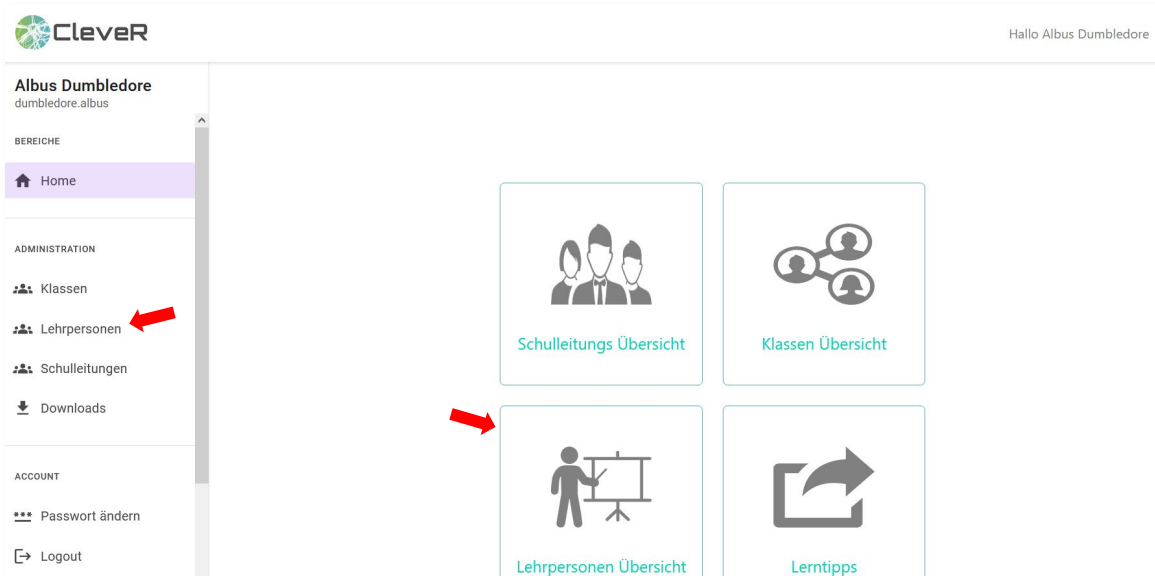 CleveR
Hallo Albus Dumbledore
Albus Dumbledore
dumbledore.albus
BEREICHE
Home
ADMINISTRATION
Klassen
Lehrpersonen
Schulleitungen
Downloads
ACCOUNT
*** Passwort ändern
Logout
Schulleitungs Übersicht
Klassen Übersicht
Lehrpersonen Übersicht
Lerntipps